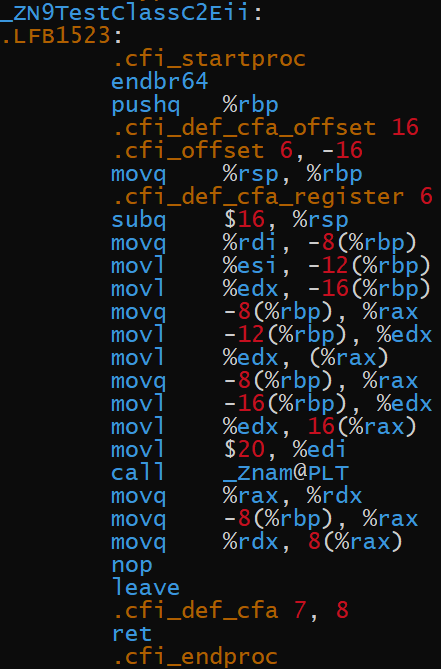 _ZN9TestClassC2Eii:
.LFB1523:
.cfi_startproc
endbr64
pushq %rbp
.cfi_def_cfa_offset 16
.cfi_offset 6, -16
movq %rsp, %rbp
.cfi_def_cfa_register 6
subq $16, %rsp
movq %rdi, -8(%rbp)
movl %esi, -12(%rbp)
movl %edx, -16(%rbp)
movq -8(%rbp), %rax
movl -12(%rbp), %edx
movl %edx, (%rax)
movq -8(%rbp), %rax
movl -16(%rbp), %edx
movl %edx, 16(%rax)
movl $20, %edi
call _Znam@PLT
movq %rax, %rdx
movq -8(%rbp), %rax
movq %rdx, 8(%rax)
nop
leave
.cfi_def_cfa 7, 8
ret
.cfi_endproc